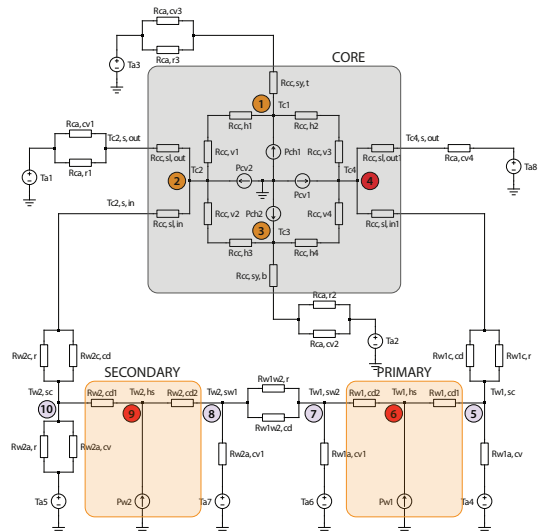 Rca, cv3
Rca, r3
Ta3
CORE
Rcc, sy, t
1
Tc1
Rcc, h1
Rcc, h2
Rca, cv1
Rca, r1
Ta1
Tc2, s, out
Rcc, sl, out
Rcc, v1
Pch1
Rcc, v3
Tc4, s, out
Rcc, sl, out1
Rca, cv4
Ta8
Tc2
Pcv2
Tc4
2
4
Pcv1
Tc2, s, in
Rcc, sl, in
Rcc, v2
Pch2
3
Tc3
Rcc, v4
Rcc, sl, in1
Rcc, h3
Rcc, h4
Rcc, sy, b
Rca, r2
Rca, cv2
Ta2
Rw2c, r
Rw2c, cd
Rw1c, cd
Rw1c, r
SECONDARY
PRIMARY
Tw2, sc
Rw2, cd1
Tw2, hs
Rw2, cd2
Tw2, sw1
Rw1w2, r
Rw1w2, cd
Tw1, sw2
Rw1, cd2
Tw1, hs
Rw1, cd1
Tw1, sc
10
9
8
7
6
5
Rw2a, r
Rw2a, cv
Rw2a, cv1
Rw1a, cv1
Rw1a, cv
Ta5
Pw2
Ta7
Ta6
Pw1
Ta4